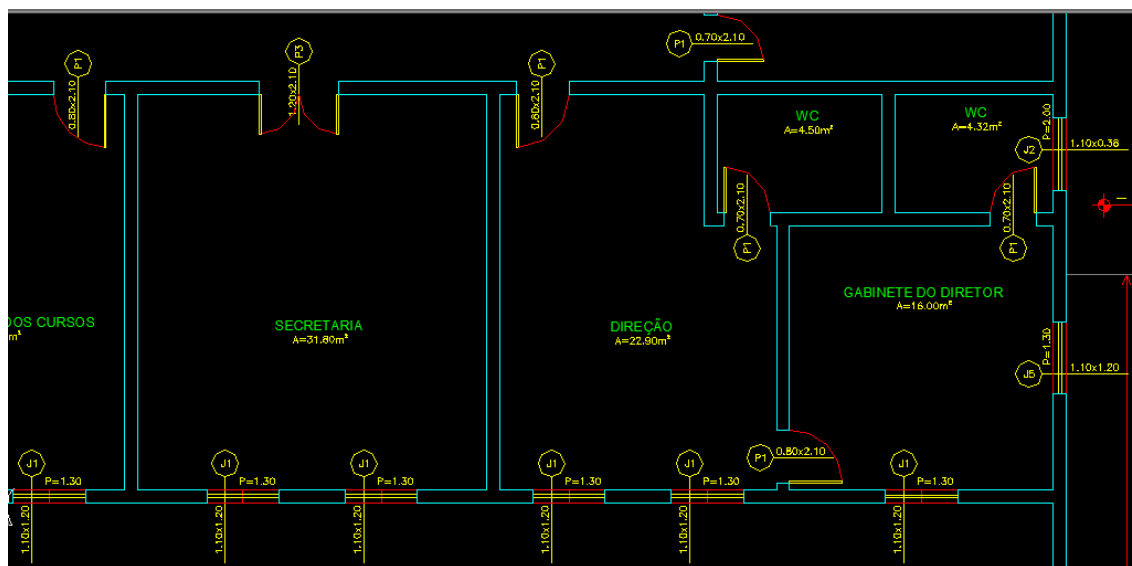 P1
0.70x2.10
P1
0.80x2.10
P3
1.20x2.10
P1
0.80x2.10
WC
A=4.50m²
WC
A=4.32m²
P=2.00
J2
1.10x0.38
0.70x2.10
P1
0.70x2.10
P1
DOS CURSOS
m²
SECRETARIA
A=31.80m²
DIREÇÃO
A=22.90m²
GABINETE DO DIRETOR
A=16.00m²
P=1.30
J5
1.10x1.20
P1
0.80x2.10
J1
P=1.30
1.10x1.20
J1
P=1.30
1.10x1.20
J1
P=1.30
1.10x1.20
J1
P=1.30
1.10x1.20
J1
P=1.30
1.10x1.20
J1
P=1.30
1.10x1.20